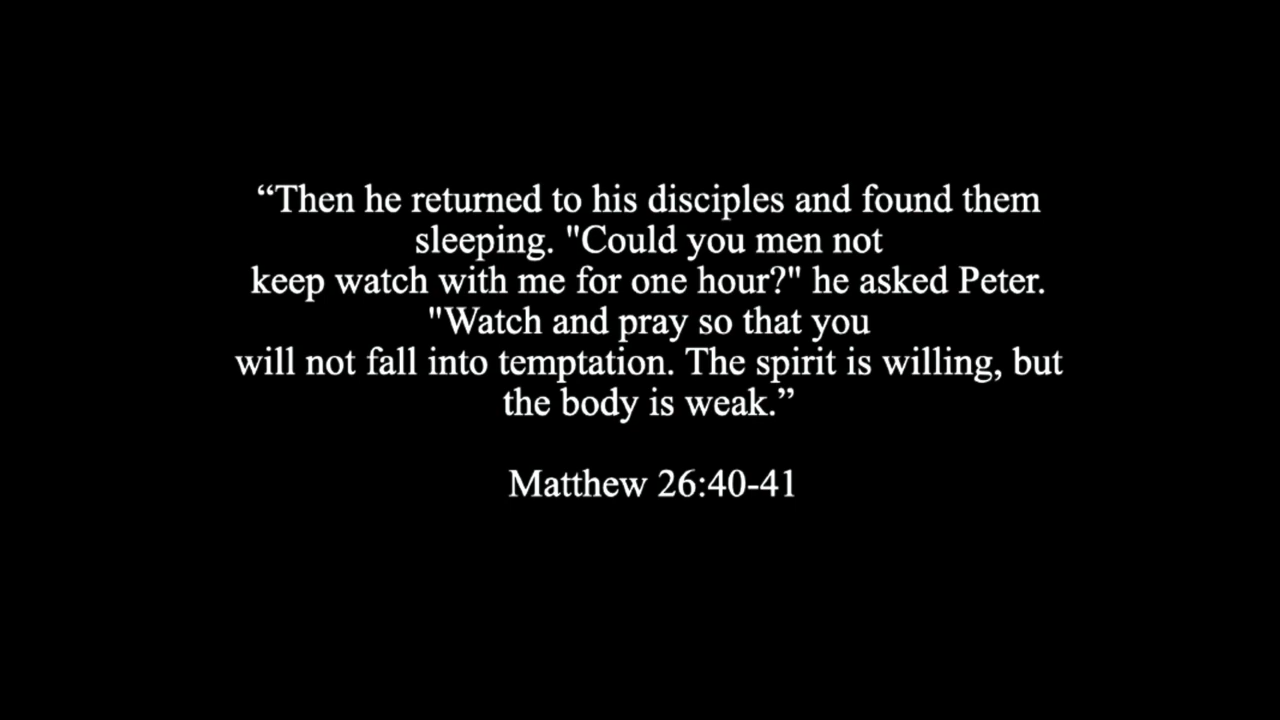 “Then he returned to his disciples and found them
sleeping. "Could you men not
keep watch with me for one hour?" he asked Peter.
"Watch and pray so that you
will not fall into temptation. The spirit is willing, but
the body is weak.”
Matthew 26:40-41